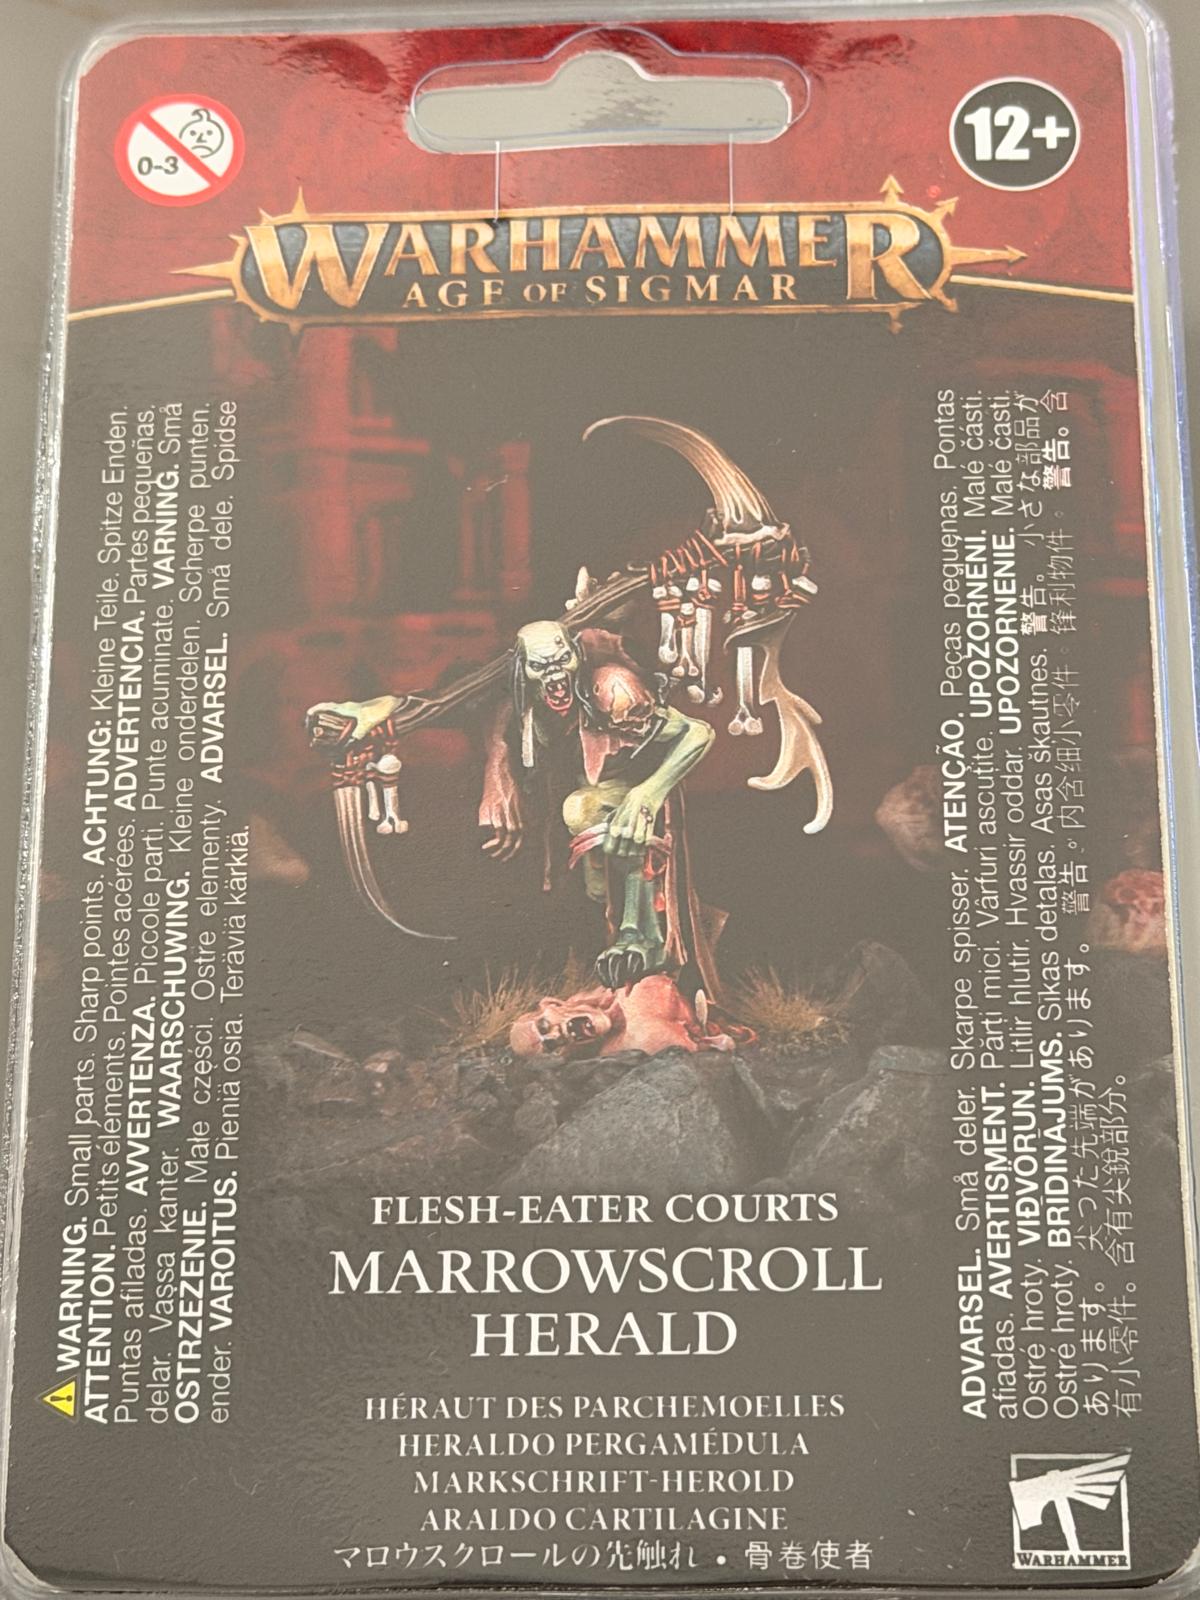 0-3
12+
WARHAMMER
AGE OF SIGMAR
WARNING. Small parts. Sharp points. ACHTUNG: Kleine Teile. Spitze Enden.
ATTENTION. Petits éléments. Pointes acérées. ADVERTENCIA. Partes pequeñas.
Puntas afiladas. AVVERTENZA. Piccole parti. Punte acuminate. VARNING. Små
delar. Vassa kanter. WAARSCHUWING. Kleine onderdelen. Scherpe punten.
OSTRZEZENIE. Małe części. Ostre elementy. ADVARSEL. Små dele. Spidse
ender. VAROITUS. Pieniä osia. Teräviä kärkiä.
ADVARSEL. Små deler. Skarpe spisser. ATENÇÃO. Peças pequenas. Pontas
afiadas. AVERTISMENT. Părți mici. Vârfuri ascuțite. UPOZORNENI. Malé části.
Ostré hroty. VIÐVORUN. Litlir hlutir. Hvassir oddar. UPOZORNENIE. Malé časti.
Ostré hroty. BRIDINAJUMS. Sīkas detaļas. Asas šķautnes. 警告。小さな部品が
あります。尖った先端があります。警告。内含细小零件。锋利物件。警告。含
有小零件。含有尖銳部分。
FLESH-EATER COURTS
MARROWSCROLL
HERALD
HÉRAUT DES PARCHEMOELLES
HERALDO PERGAMÉDULA
MARKSCHRIFT-HEROLD
ARALDO CARTILAGINE
マロウスクロールの先触れ • 骨卷使者
WARHAMMER